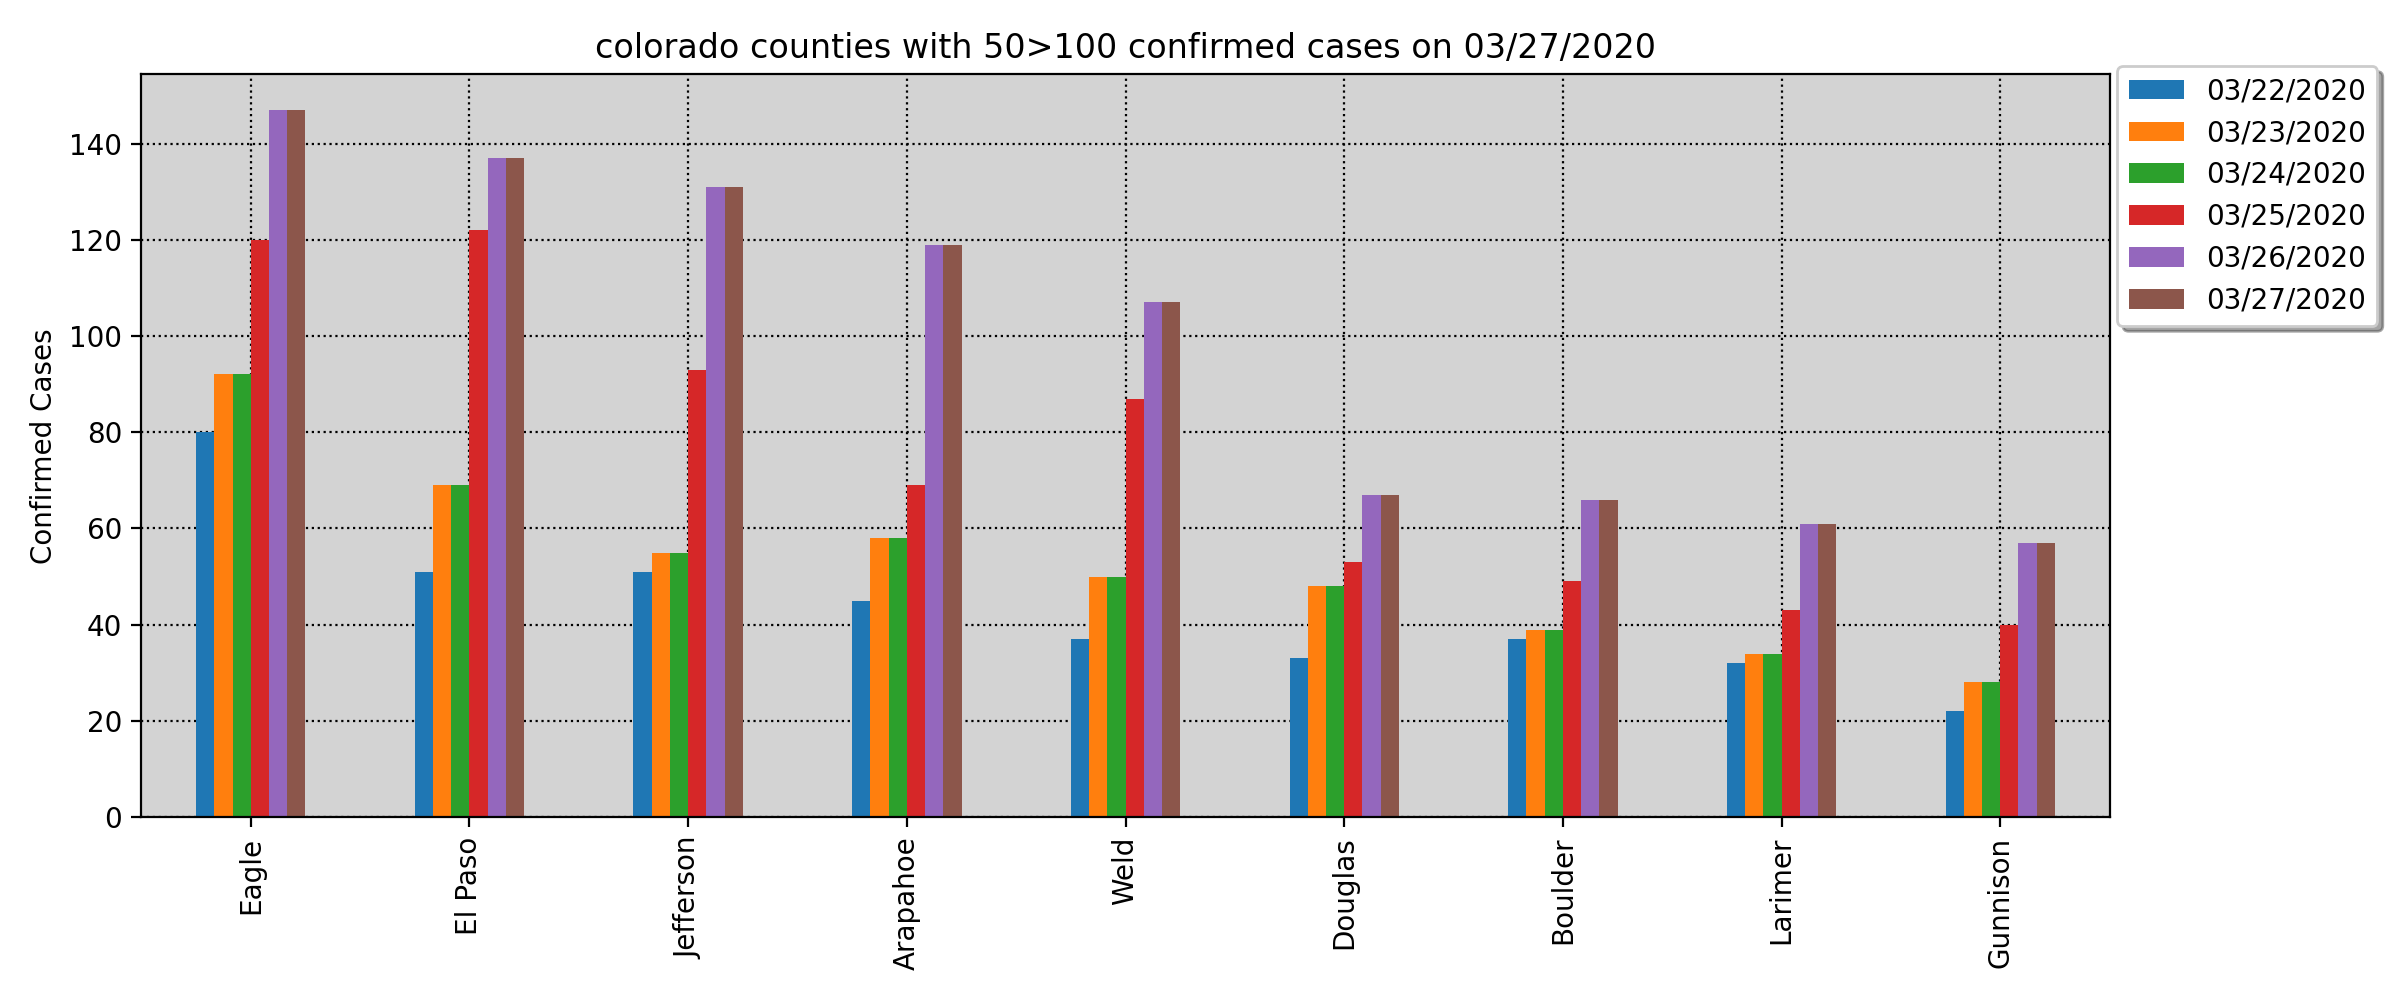 colorado counties with 50>100 confirmed cases on 03/27/2020
03/22/2020
03/23/2020
03/24/2020
03/25/2020
03/26/2020
03/27/2020
Confirmed Cases
140
120
100
80
60
40
20
0
Eagle
El Paso
Jefferson
Arapahoe
Weld
Douglas
Boulder
Larimer
Gunnison